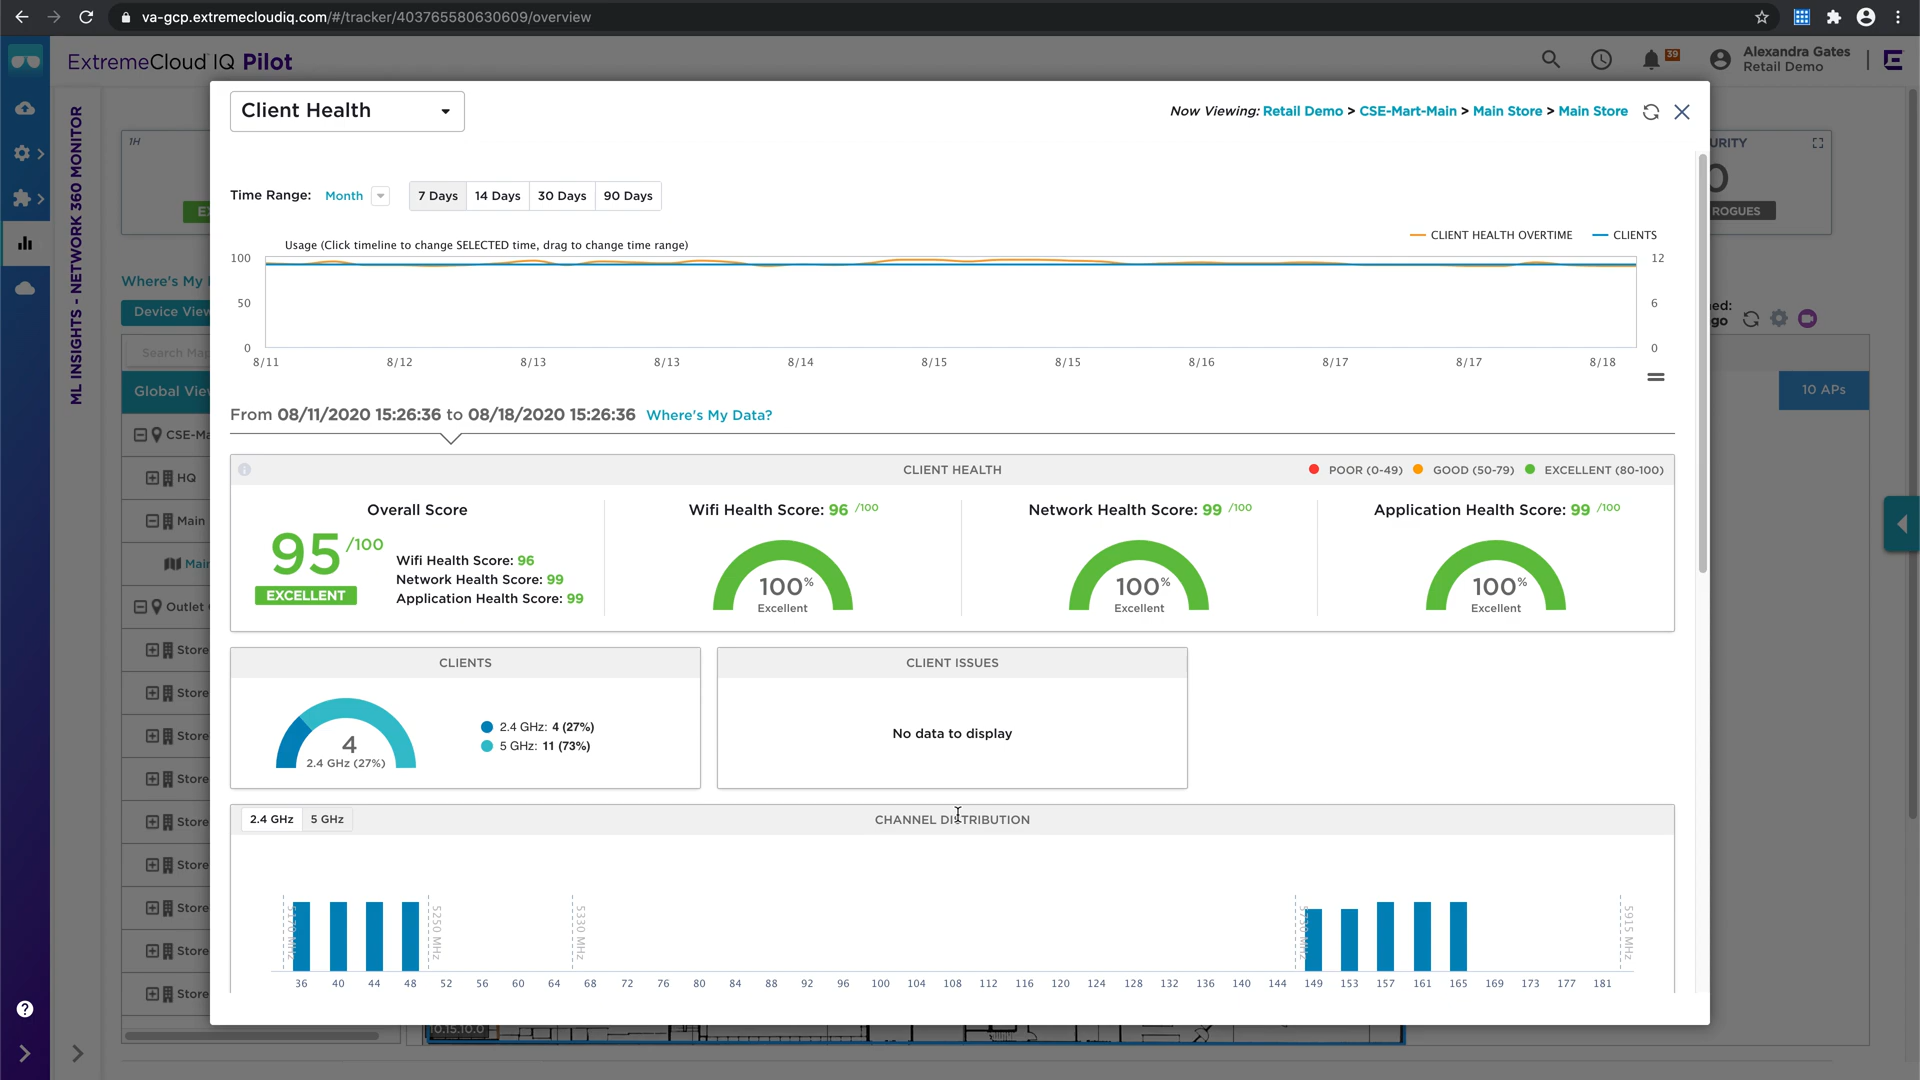 va-gcp.extremecloudiq.com/#/tracker/403765580630609/overview
ExtremeCloud IQ Pilot
39
Alexandra Gates
Retail Demo
ML INSIGHTS - NETWORK 360 MONITOR
1H
Client Health
Now Viewing: Retail Demo > CSE-Mart-Main > Main Store > Main Store
URITY
0
ROGUES
Time Range: Month
7 Days
14 Days
30 Days
90 Days
Usage (Click timeline to change SELECTED time, drag to change time range)
CLIENT HEALTH OVERTIME
CLIENTS
100
50
0
12
6
0
8/11 8/12 8/13 8/13 8/14 8/15 8/15 8/16 8/17 8/17 8/18
Where's My
Device View
Search Map
Global View
ed:
go
10 APs
CSE-Ma
HQ
Main
Main
Outlet
Store
Store
Store
Store
Store
Store
Store
Store
Store
From 08/11/2020 15:26:36 to 08/18/2020 15:26:36 Where's My Data?
CLIENT HEALTH
POOR (0-49) GOOD (50-79) EXCELLENT (80-100)
Overall Score
95 /100
EXCELLENT
Wifi Health Score: 96
Network Health Score: 99
Application Health Score: 99
Wifi Health Score: 96 /100
100%
Excellent
Network Health Score: 99 /100
100%
Excellent
Application Health Score: 99 /100
100%
Excellent
CLIENTS
4
2.4 GHz (27%)
2.4 GHz: 4 (27%)
5 GHz: 11 (73%)
CLIENT ISSUES
No data to display
2.4 GHz
5 GHz
CHANNEL DISTRIBUTION
5250 MHz
5330 MHz
5915 MHz
36 40 44 48 52 56 60 64 68 72 76 80 84 88 92 96 100 104 108 112 116 120 124 128 132 136 140 144 149 153 157 161 165 169 173 177 181
10.15.10.0